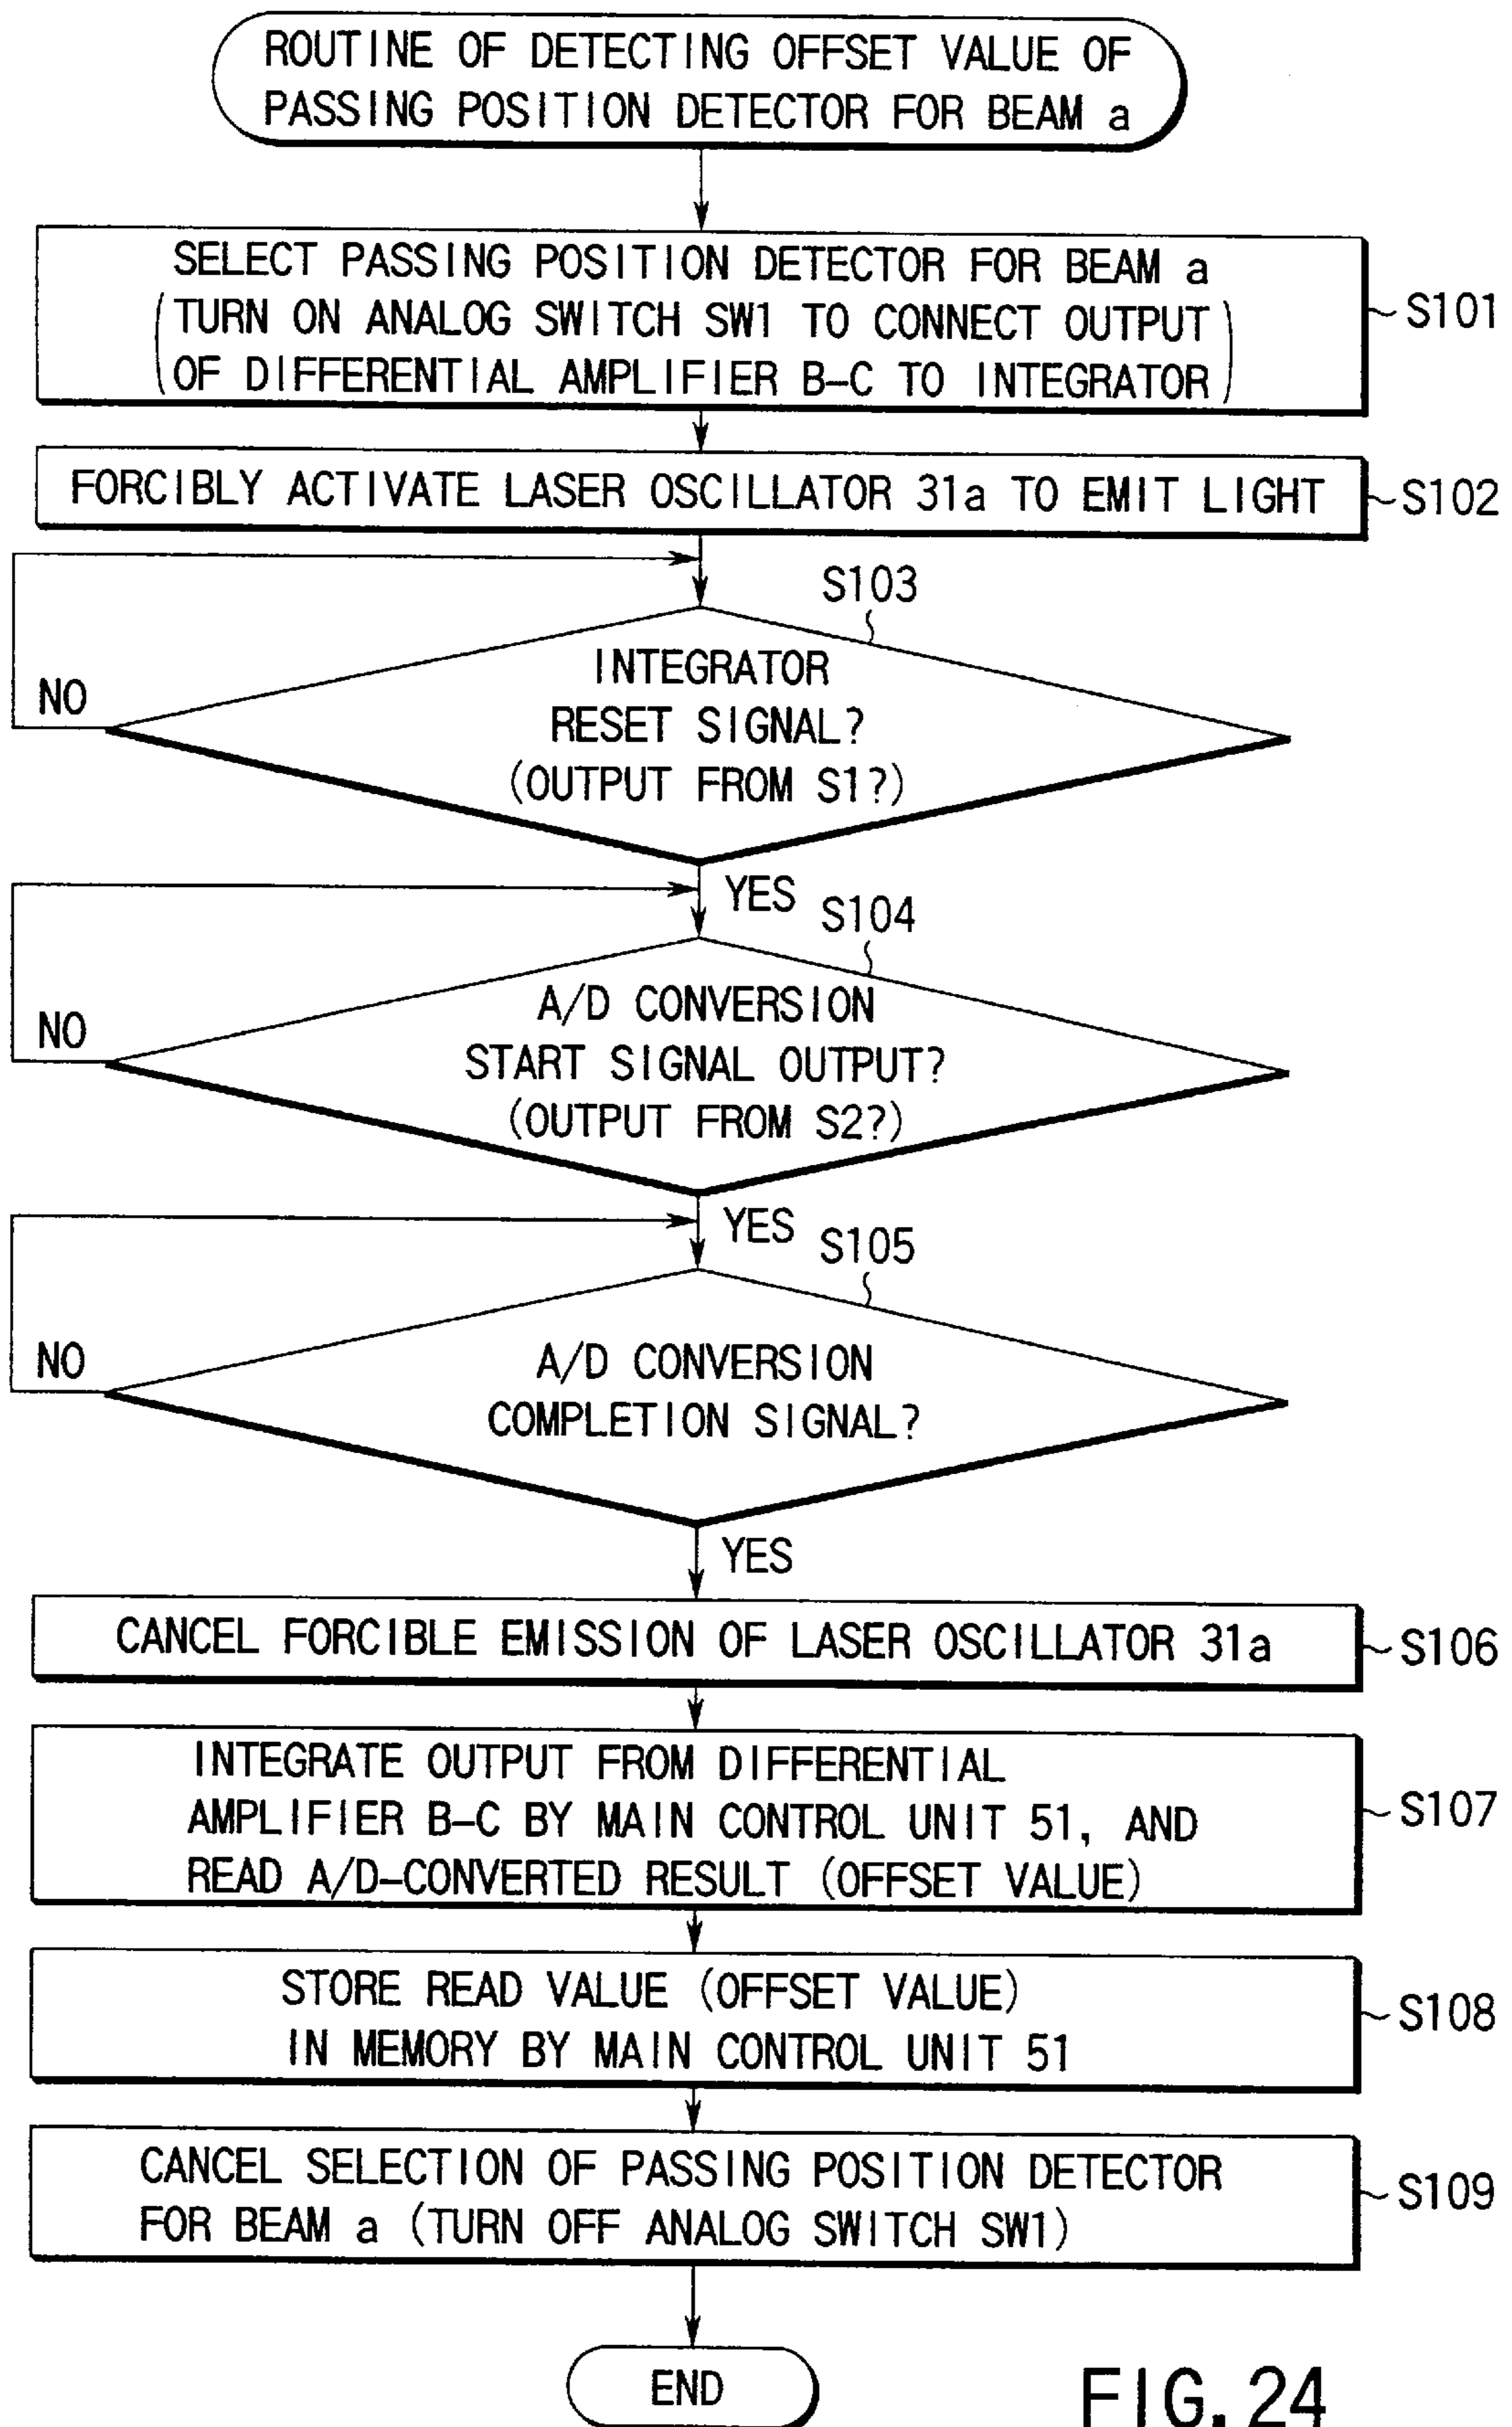 ROUTINE OF DETECTING OFFSET VALUE OF
PASSING POSITION DETECTOR FOR BEAM a
SELECT PASSING POSITION DETECTOR FOR BEAM a
(TURN ON ANALOG SWITCH SW1 TO CONNECT OUTPUT
OF DIFFERENTIAL AMPLIFIER B-C TO INTEGRATOR)
S101
FORCIBLY ACTIVATE LASER OSCILLATOR 31a TO EMIT LIGHT
S102
S103
INTEGRATOR
RESET SIGNAL?
(OUTPUT FROM S1?)
NO
YES
S104
A/D CONVERSION
START SIGNAL OUTPUT?
(OUTPUT FROM S2?)
NO
YES
S105
A/D CONVERSION
COMPLETION SIGNAL?
NO
YES
CANCEL FORCIBLE EMISSION OF LASER OSCILLATOR 31a
S106
INTEGRATE OUTPUT FROM DIFFERENTIAL
AMPLIFIER B-C BY MAIN CONTROL UNIT 51, AND
READ A/D-CONVERTED RESULT (OFFSET VALUE)
S107
STORE READ VALUE (OFFSET VALUE)
IN MEMORY BY MAIN CONTROL UNIT 51
S108
CANCEL SELECTION OF PASSING POSITION DETECTOR
FOR BEAM a (TURN OFF ANALOG SWITCH SW1)
S109
END
FIG. 24